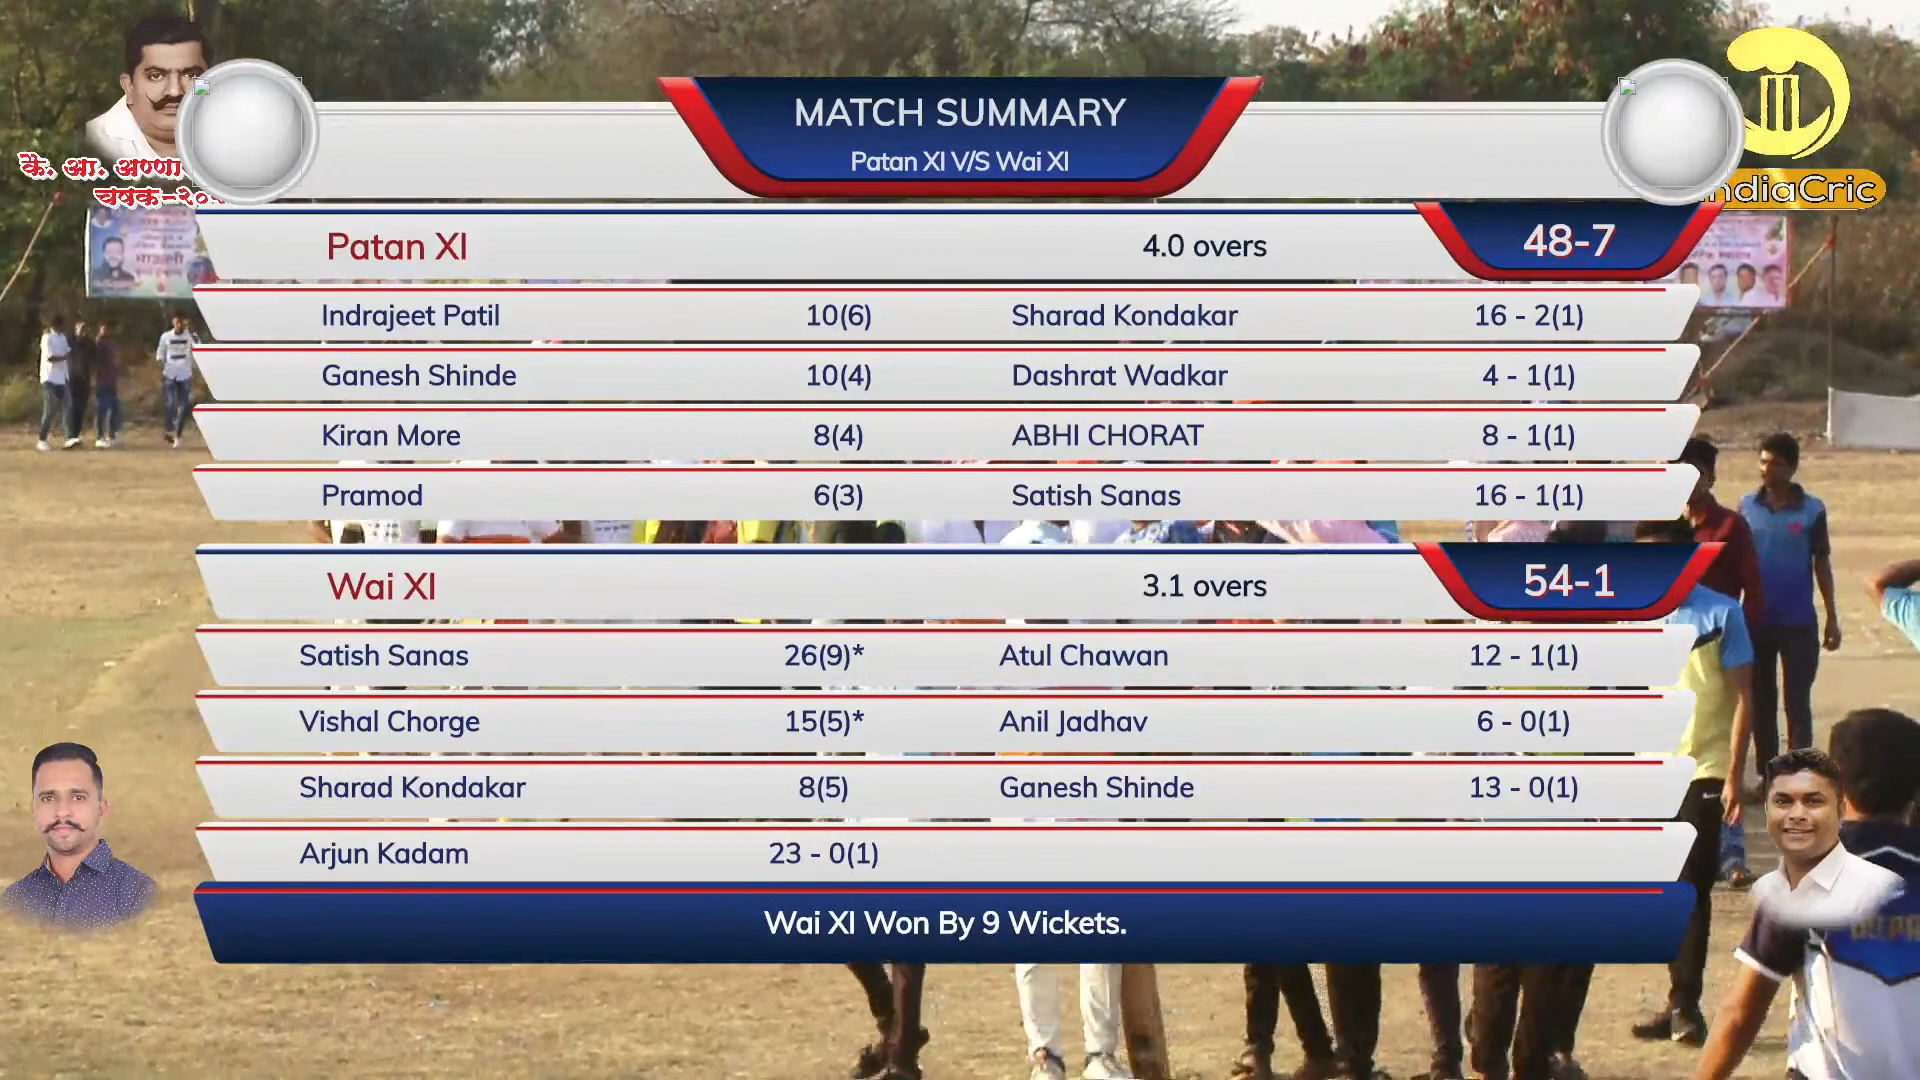 MATCH SUMMARY
Patan XI V/S Wai XI
कै. आ. अण्णा
चषक-२०
ndiaCric
Patan XI 4.0 overs 48-7
Indrajeet Patil 10(6) Sharad Kondakar 16 - 2(1)
Ganesh Shinde 10(4) Dashrat Wadkar 4 - 1(1)
Kiran More 8(4) ABHI CHORAT 8 - 1(1)
Pramod 6(3) Satish Sanas 16 - 1(1)
Wai XI 3.1 overs 54-1
Satish Sanas 26(9)* Atul Chawan 12 - 1(1)
Vishal Chorge 15(5)* Anil Jadhav 6 - 0(1)
Sharad Kondakar 8(5) Ganesh Shinde 13 - 0(1)
Arjun Kadam 23 - 0(1)
Wai XI Won By 9 Wickets.